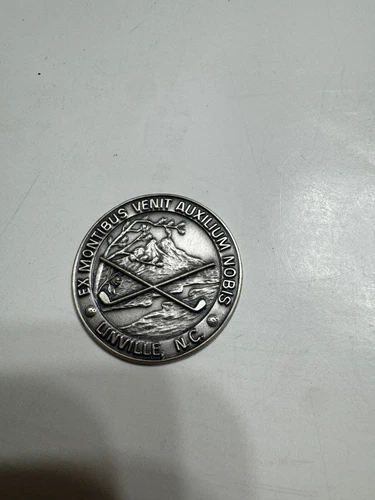 EX MONTIBUS VENIT AUXILIUM NOBIS
LINVILLE, N.C.